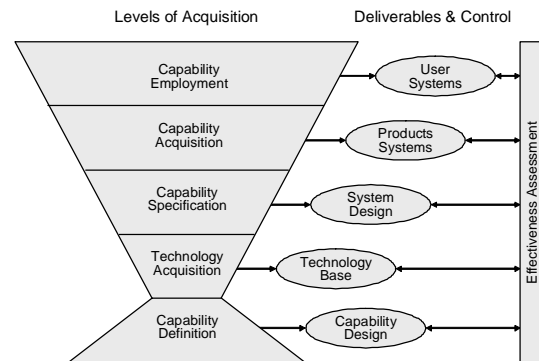 Levels of Acquisition
Deliverables & Control
Capability
Employment
User
Systems
Capability
Acquisition
Products
Systems
Capability
Specification
System
Design
Technology
Acquisition
Technology
Base
Capability
Definition
Capability
Design
Effectiveness Assessment